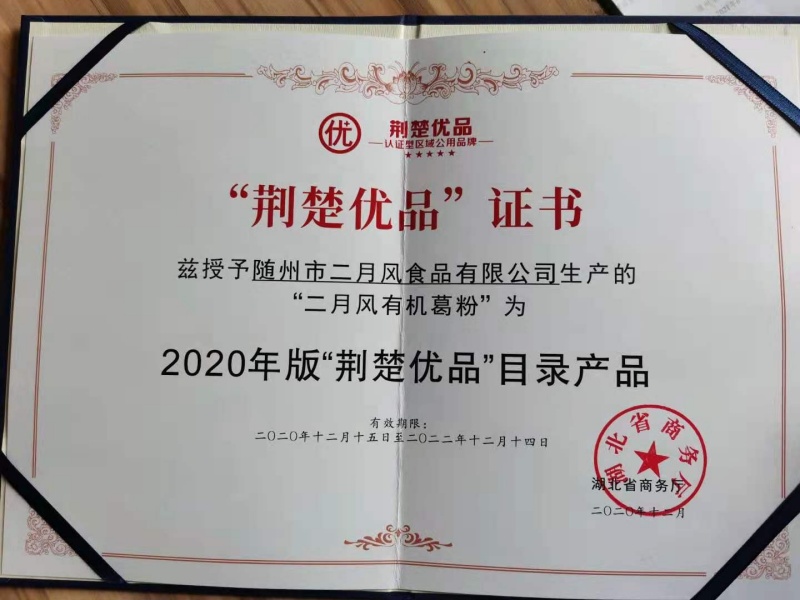 优+
荆楚优品
认证型区域公用品牌
★★★★★
“荆楚优品”证书
兹授予随州市二月风食品有限公司生产的
“二月风有机葛粉”为
2020年版“荆楚优品”目录产品
有效期限：
二〇二〇年十二月十五日至二〇二二年十二月十四日
湖北省商务厅
湖北省商务厅
二〇二〇年十二月